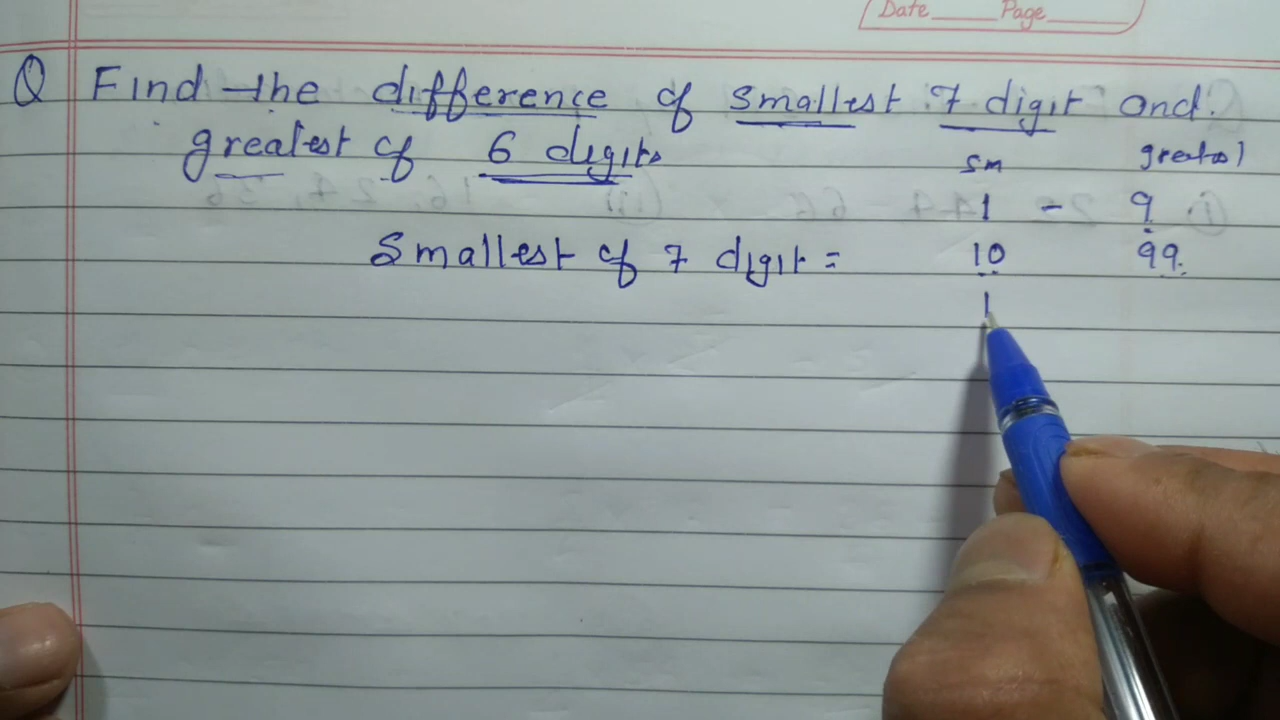 Date Page
Q Find the difference of smallest 7 digit and.
greatest of 6 digits
sm greatest
1 - 9
Smallest of 7 digit = 10 99
1